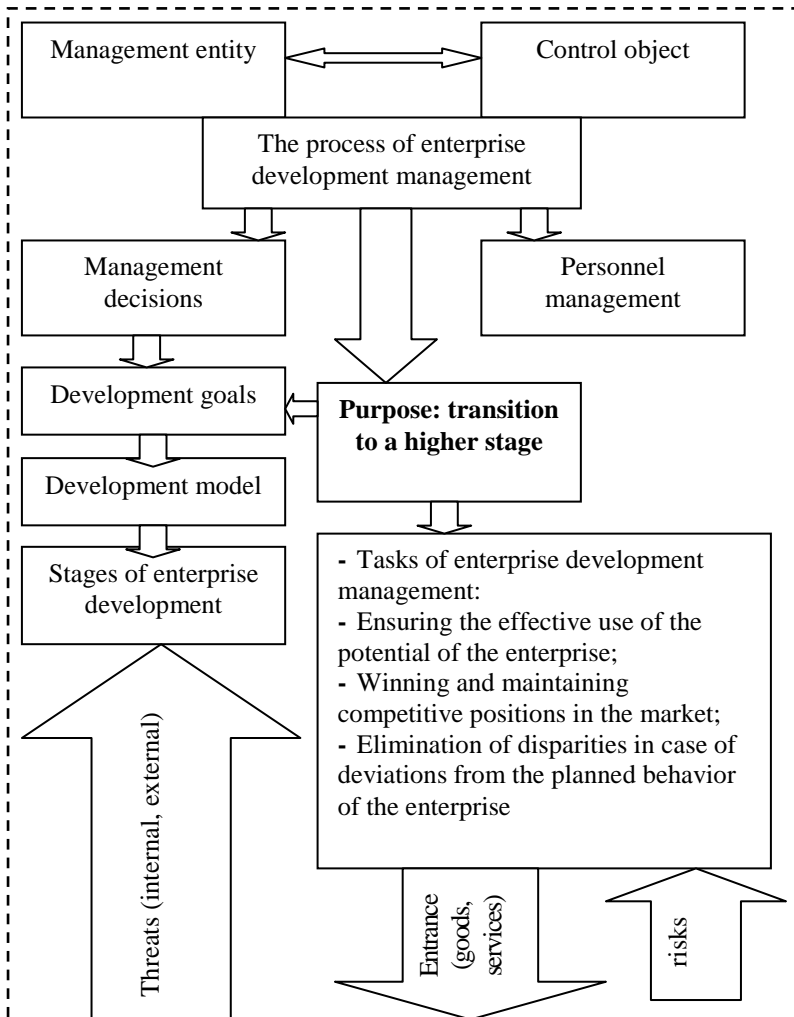 Management entity
Control object
The process of enterprise
development management
Management
decisions
Personnel
management
Development goals
Purpose: transition
to a higher stage
Development model
Stages of enterprise
development
- Tasks of enterprise development
management:
- Ensuring the effective use of the
potential of the enterprise;
- Winning and maintaining
competitive positions in the market;
- Elimination of disparities in case of
deviations from the planned behavior
of the enterprise
Threats (internal, external)
Entrance
(goods,
services)
risks